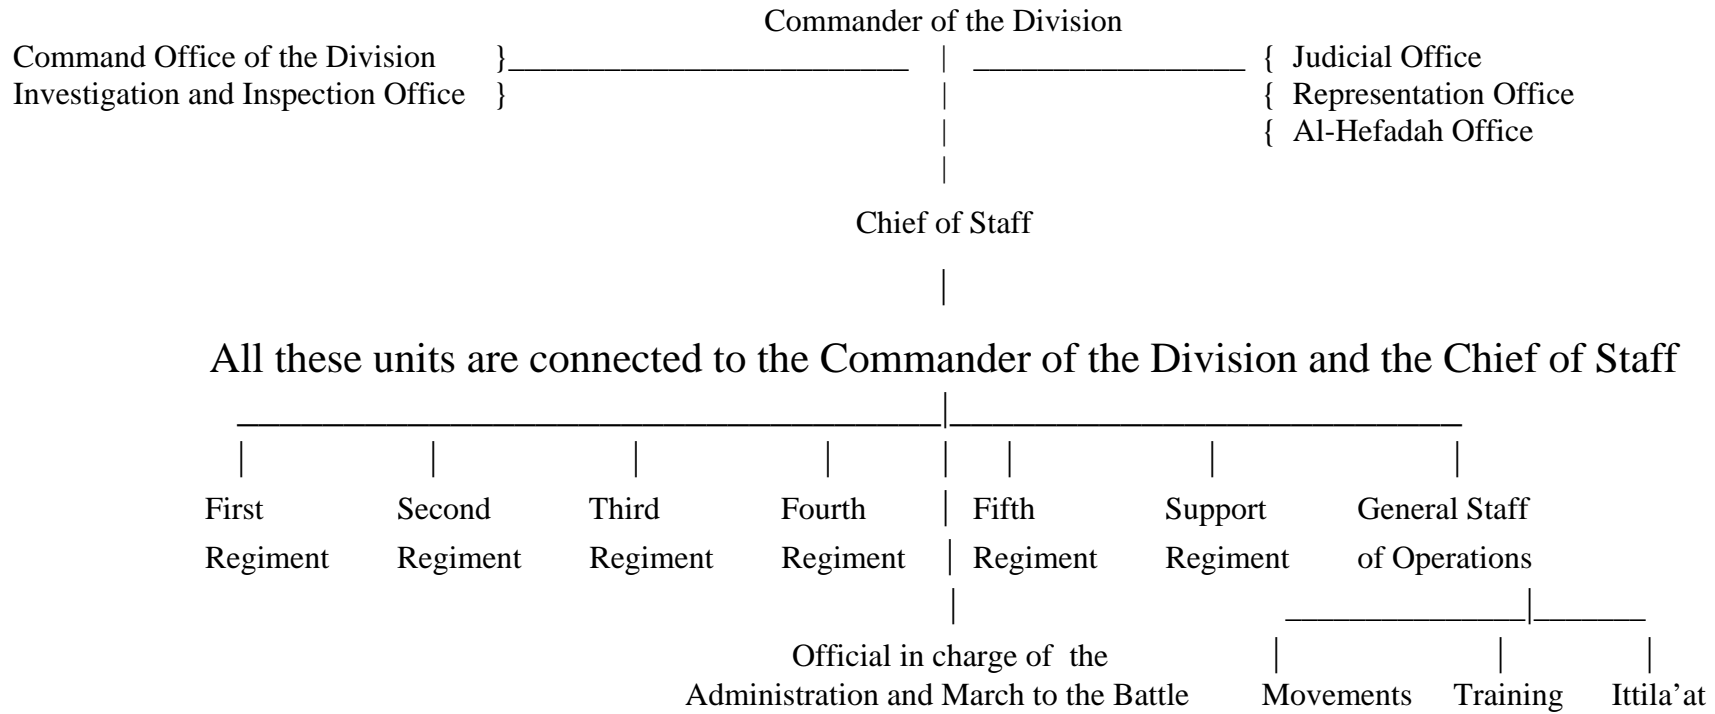 Commander of the Division
Command Office of the Division } { Judicial Office
Investigation and Inspection Office } { Representation Office
{ Al-Hefadah Office
Chief of Staff
All these units are connected to the Commander of the Division and the Chief of Staff
First Second Third Fourth Fifth Support General Staff
Regiment Regiment Regiment Regiment Regiment Regiment of Operations
Official in charge of the
Administration and March to the Battle Movements Training Ittila’at